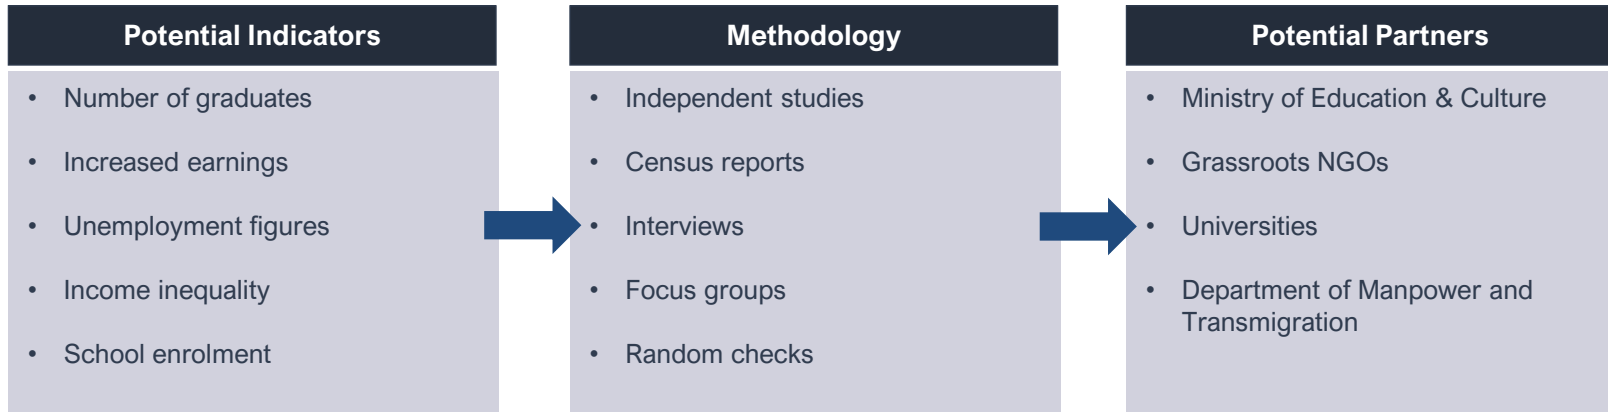 Potential Indicators
• Number of graduates
• Increased earnings
• Unemployment figures
• Income inequality
• School enrolment
Methodology
• Independent studies
• Census reports
• Interviews
• Focus groups
• Random checks
Potential Partners
• Ministry of Education & Culture
• Grassroots NGOs
• Universities
• Department of Manpower and
Transmigration